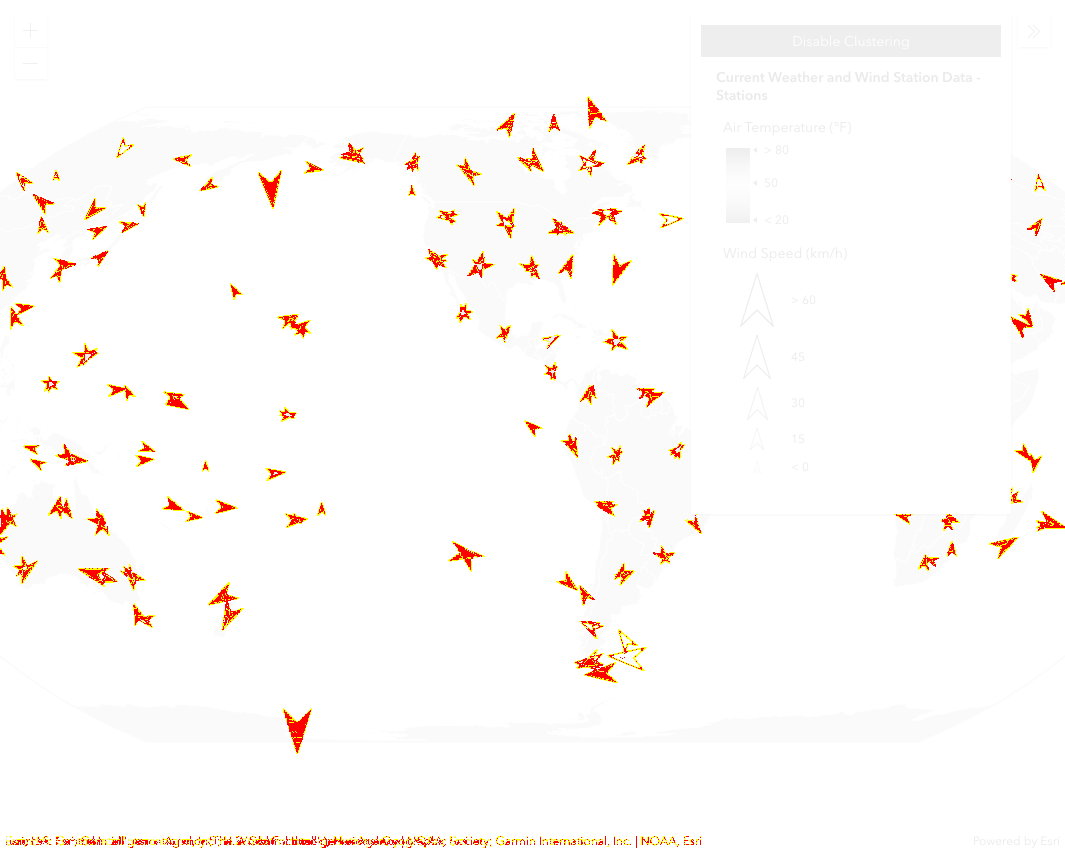 Disable Clustering
Current Weather and Wind Station Data -
Stations
Air Temperature (°F)
> 80
50
< 20
Wind Speed (km/h)
> 60
45
30
15
< 0
Society; Garmin International, Inc. | NOAA, Esri
Powered by Esri